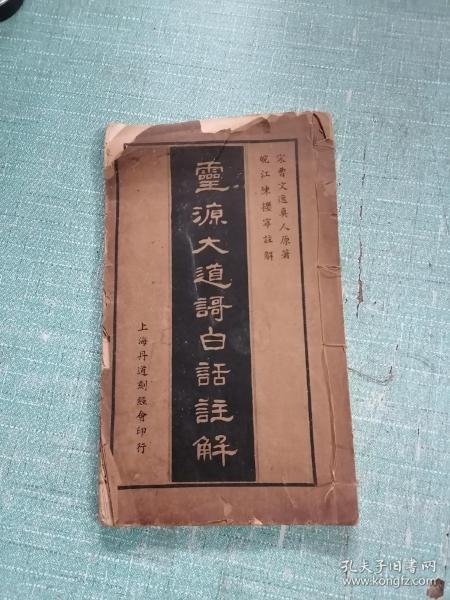 宋曹文逸真人原著
皖江陳攖寧註解
靈源大道謌白話註解
上海丹道刻經會印行
孔夫子旧书网
www.kongfz.com